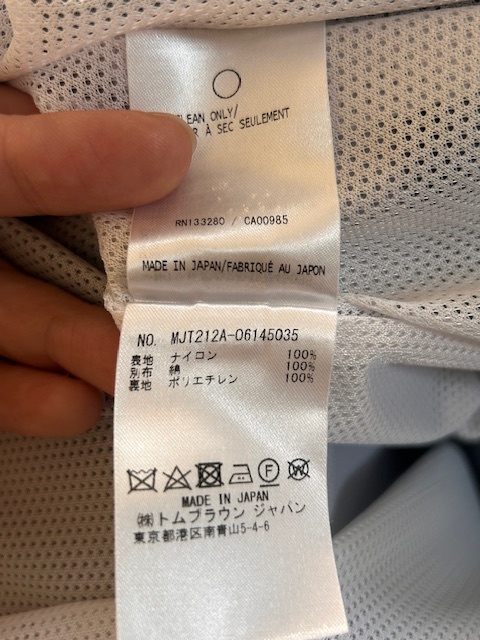 CLEAN ONLY/
À SEC SEULEMENT
RN133280 / CA00985
MADE IN JAPAN/FABRIQUÉ AU JAPON
NO. MJT212A-06145035
表地 ナイロン 100%
別布 綿 100%
裏地 ポリエチレン 100%
MADE IN JAPAN
㈱トムブラウン ジャパン
東京都港区南青山5-4-6